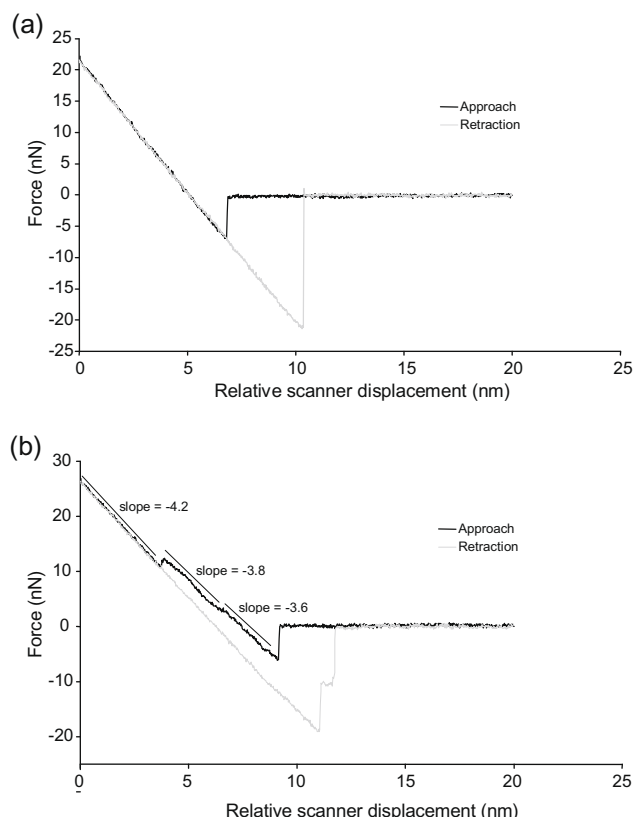 (a)
25
20
15
10
5
0
-5
-10
-15
-20
-25
Force (nN)
Approach
Retraction
0 5 10 15 20 25
Relative scanner displacement (nm)
(b)
30
20
10
0
-10
-20
Force (nN)
slope = -4.2
slope = -3.8
slope = -3.6
Approach
Retraction
0 5 10 15 20 25
Relative scanner displacement (nm)